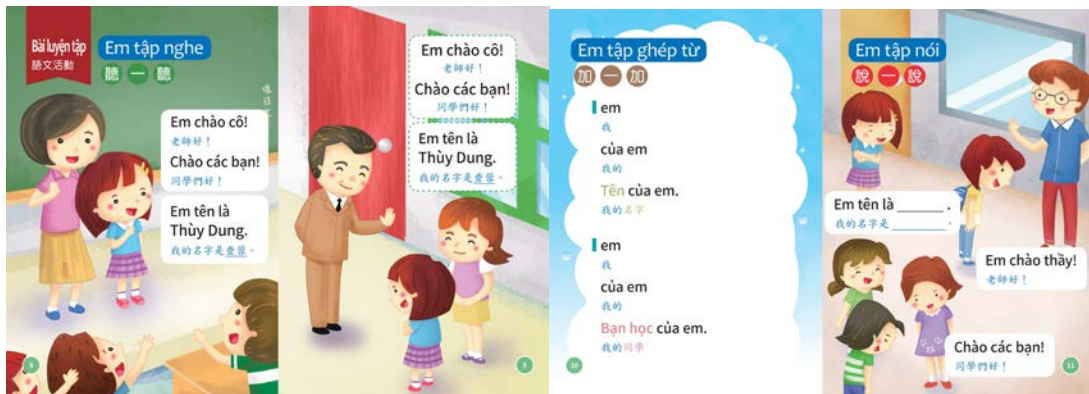 Bài luyện tập
語文活動
Em tập nghe
聽一聽
Em chào cô!
老師好！
Chào các bạn!
同學們好！
Em tên là
Thùy Dung.
我的名字是垂蓉。
8
Em chào cô!
老師好！
Chào các bạn!
同學們好！
Em tên là
Thùy Dung.
我的名字是垂蓉。
9
Em tập ghép từ
加一加
em
我
của em
我的
Tên của em.
我的名字
em
我
của em
我的
Bạn học của em.
我的同學
10
Em tập nói
說一說
Em tên là ______ .
我的名字是 ______ 。
Em chào thầy!
老師好！
Chào các bạn!
同學們好！
11